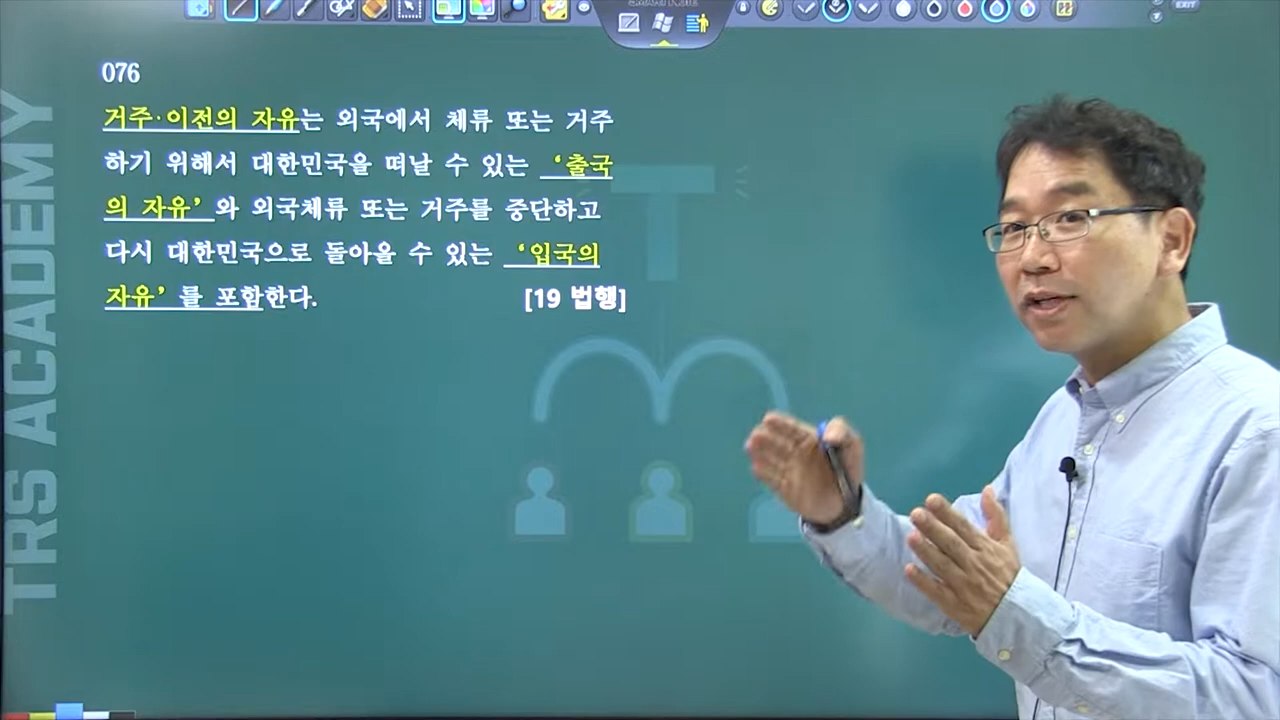 SMART NOTE
EXIT
076
거주·이전의 자유는 외국에서 체류 또는 거주
하기 위해서 대한민국을 떠날 수 있는 ‘출국
의 자유’와 외국체류 또는 거주를 중단하고
다시 대한민국으로 돌아올 수 있는 ‘입국의
자유’를 포함한다. [19 법행]
TRS ACADEMY